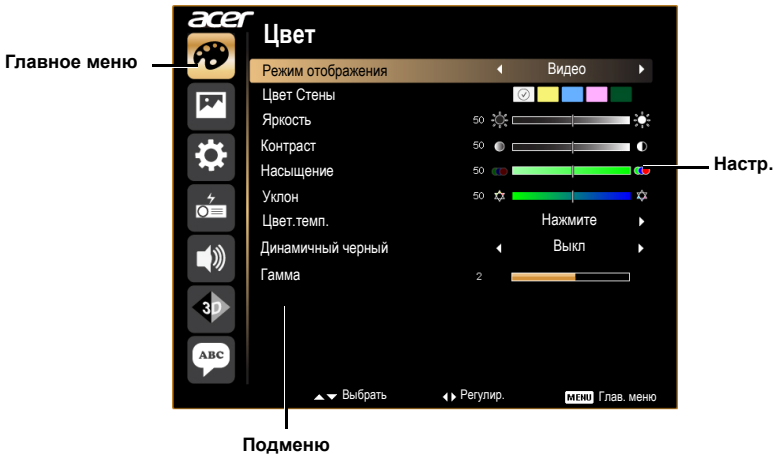 acer
Цвет
Главное меню
Режим отображения Видео
Цвет Стены
Яркость 50
Контраст 50
Насыщение 50
Настр.
Уклон 50
Цвет.темп. Нажмите
Динамичный черный Выкл
Гамма 2
3D
ABC
Выбрать Регулир. MENU Глав. меню
Подменю